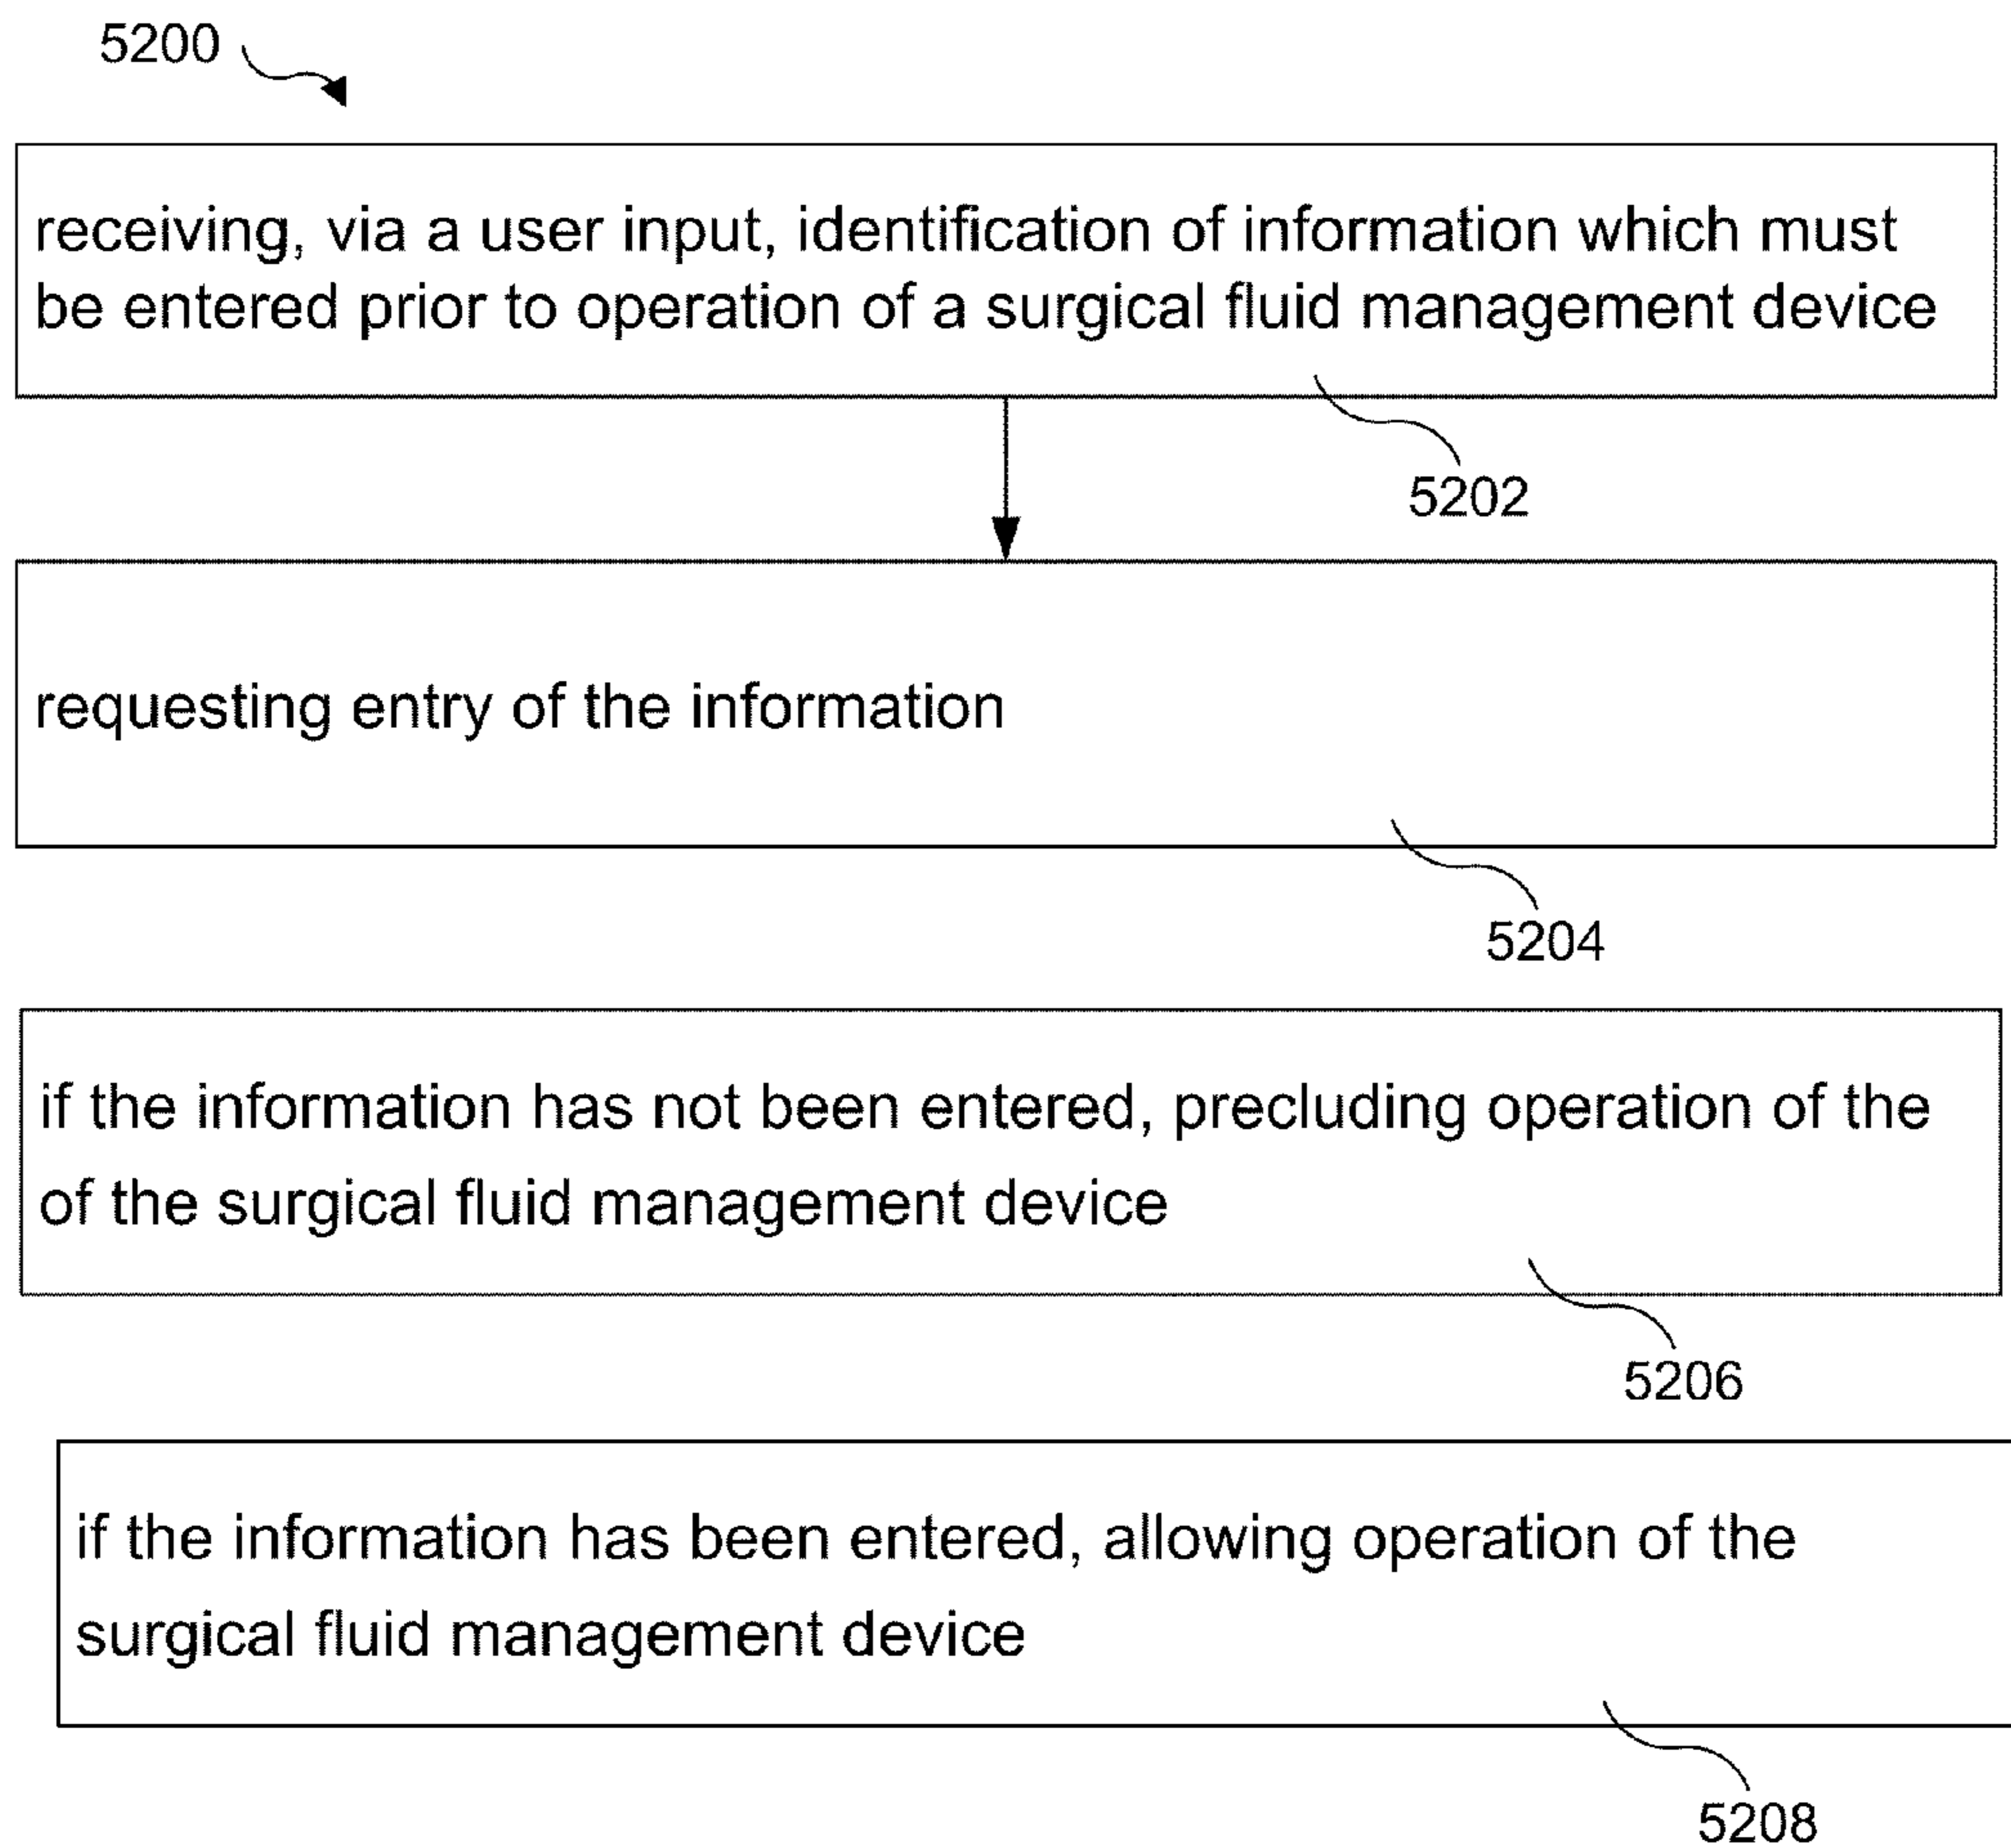 5200
receiving, via a user input, identification of information which must
be entered prior to operation of a surgical fluid management device
5202
requesting entry of the information
5204
if the information has not been entered, precluding operation of the
of the surgical fluid management device
5206
if the information has been entered, allowing operation of the
surgical fluid management device
5208